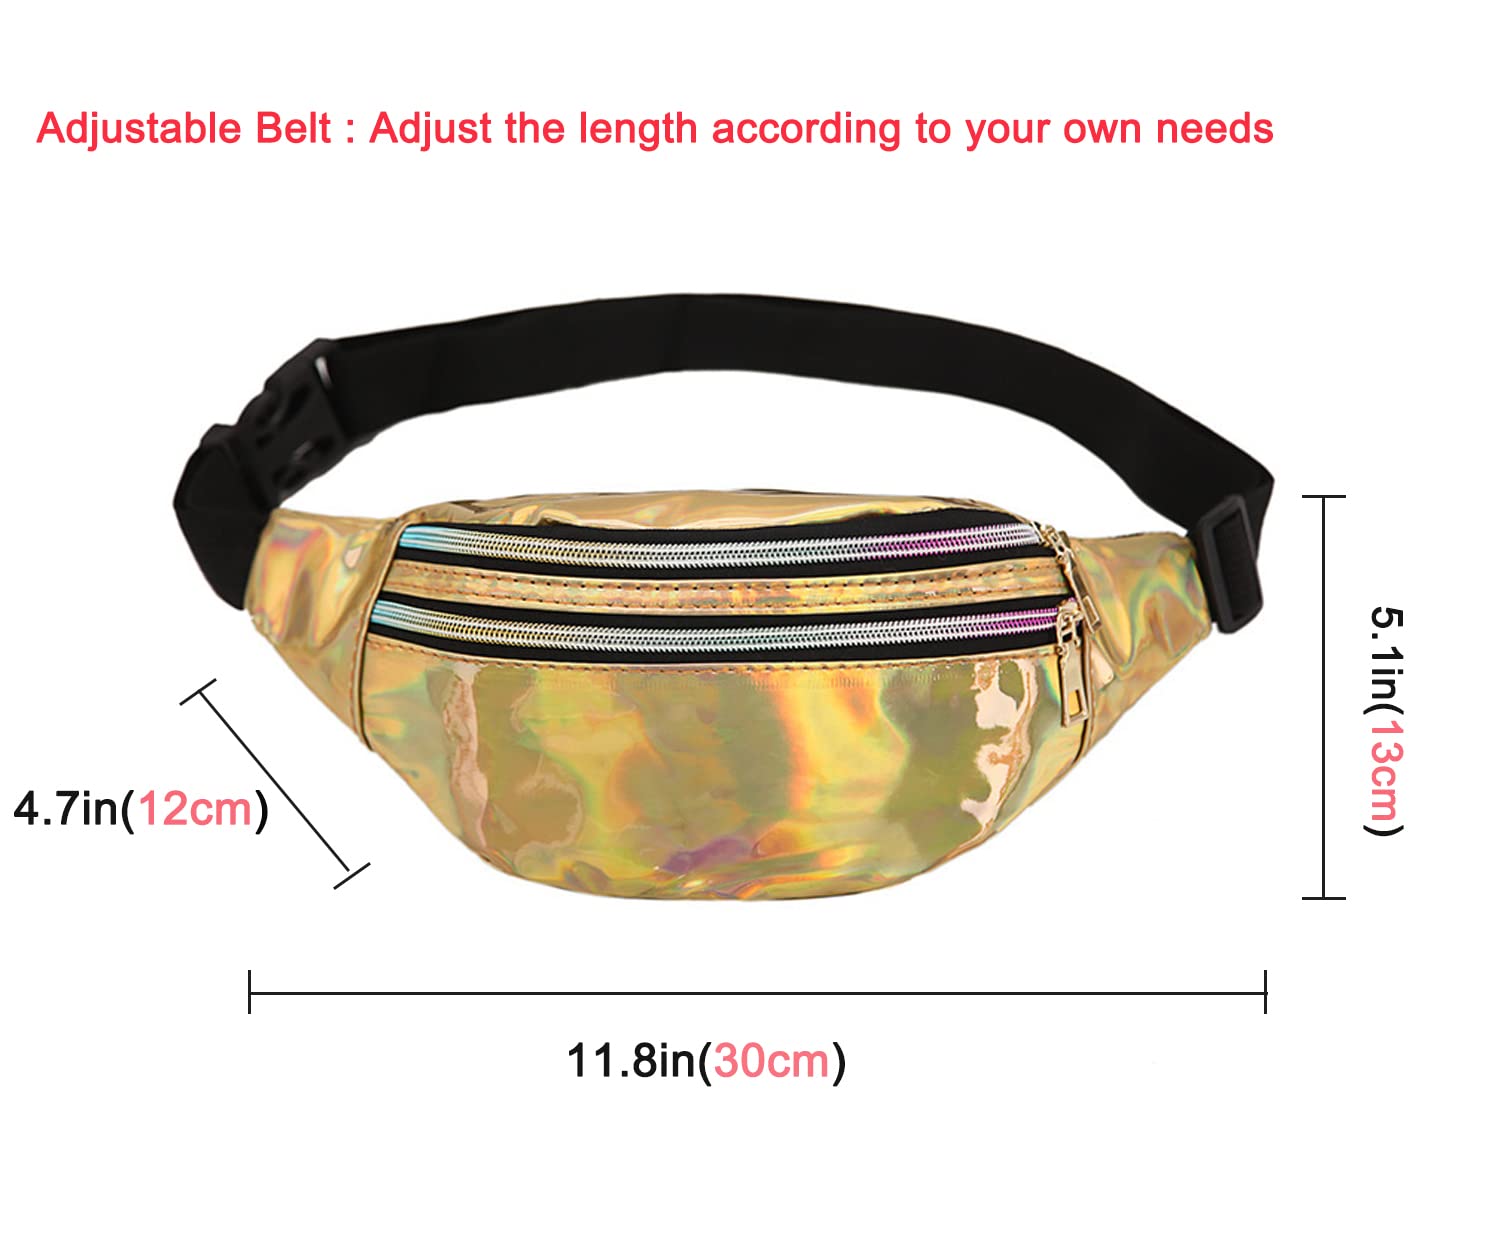 Adjustable Belt : Adjust the length according to your own needs
4.7in(12cm)
5.1in(13cm)
11.8in(30cm)